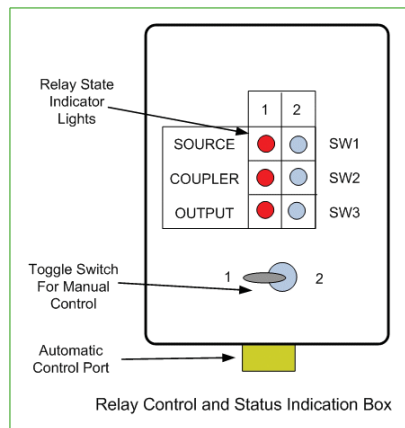 Relay State
Indicator
Lights
1 2
SOURCE SW1
COUPLER SW2
OUTPUT SW3
Toggle Switch
For Manual
Control
1 2
Automatic
Control Port
Relay Control and Status Indication Box